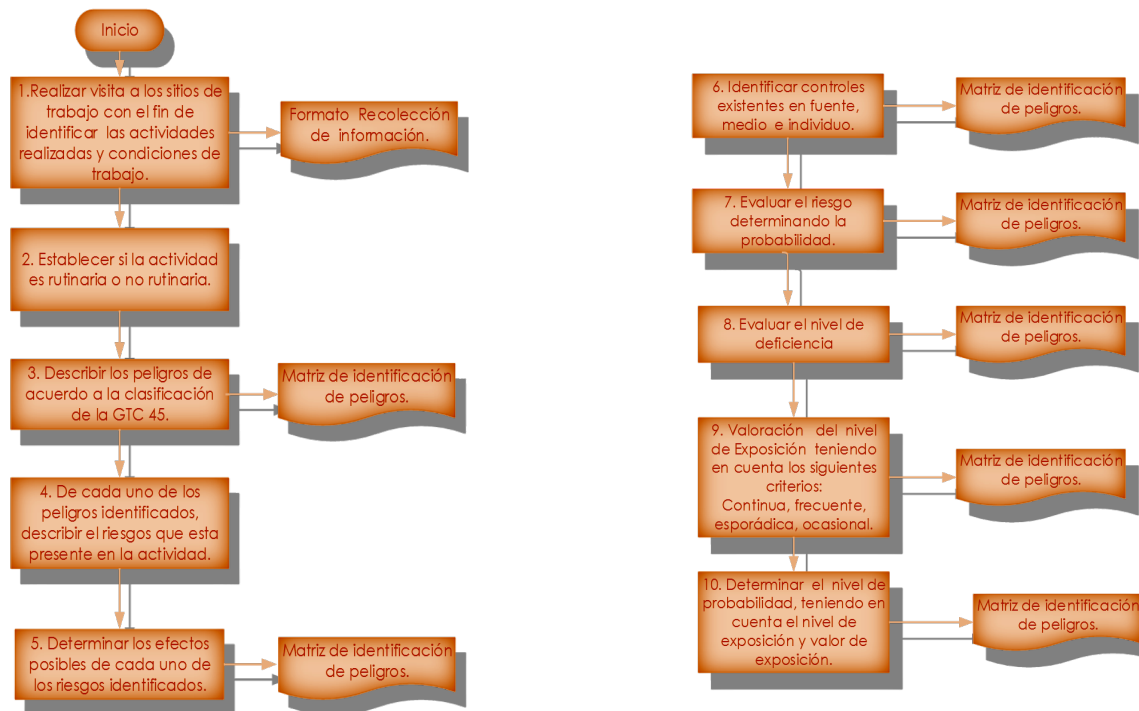 Inicio
1.Realizar visita a los sitios de
trabajo con el fin de
identificar las actividades
realizadas y condiciones de
trabajo.
Formato Recolección
de información.
2. Establecer si la actividad
es rutinaria o no rutinaria.
3. Describir los peligros de
acuerdo a la clasificación
de la GTC 45.
Matriz de identificación
de peligros.
4. De cada uno de los
peligros identificados,
describir el riesgos que esta
presente en la actividad.
5. Determinar los efectos
posibles de cada uno de
los riesgos identificados.
Matriz de identificación
de peligros.
6. Identificar controles
existentes en fuente,
medio e individuo.
Matriz de identificación
de peligros.
7. Evaluar el riesgo
determinando la
probabilidad.
Matriz de identificación
de peligros.
8. Evaluar el nivel de
deficiencia
Matriz de identificación
de peligros.
9. Valoración del nivel
de Exposición teniendo
en cuenta los siguientes
criterios:
Continua, frecuente,
esporádica, ocasional.
Matriz de identificación
de peligros.
10. Determinar el nivel de
probabilidad, teniendo en
cuenta el nivel de
exposición y valor de
exposición.
Matriz de identificación
de peligros.